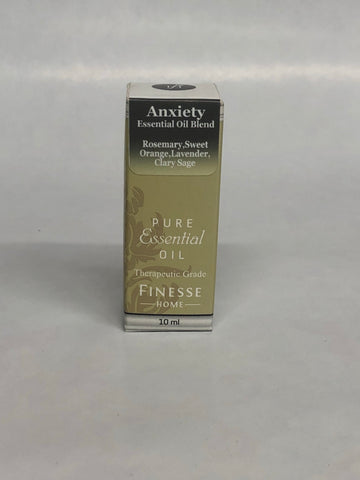 Anxiety
Essential Oil Blend
Rosemary,Sweet
Orange,Lavender,
Clary Sage
PURE
Essential
OIL
Therapeutic Grade
FINESSE
HOME
10 ml